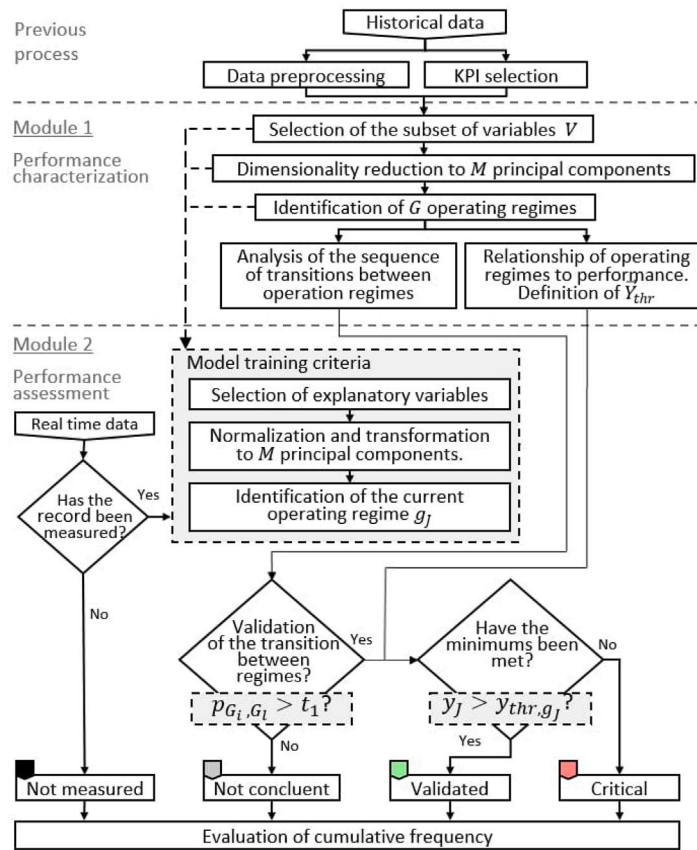 Previous
process
Historical data
Data preprocessing
KPI selection
Module 1
Performance
characterization
Selection of the subset of variables V
Dimensionality reduction to M principal components
Identification of G operating regimes
Analysis of the sequence
of transitions between
operation regimes
Relationship of operating
regimes to performance.
Definition of Ŷ_thr
Module 2
Performance
assessment
Model training criteria
Selection of explanatory variables
Normalization and transformation
to M principal components.
Identification of the current
operating regime g_J
Real time data
Has the
record been
measured?
Yes
No
Validation
of the transition
between
regimes?
p_{G_i,G_l} > t_1?
Yes
No
Have the
minimums been
met?
y_J > y_{thr,g_J}?
No
Yes
Not measured
Not concluent
Validated
Critical
Evaluation of cumulative frequency